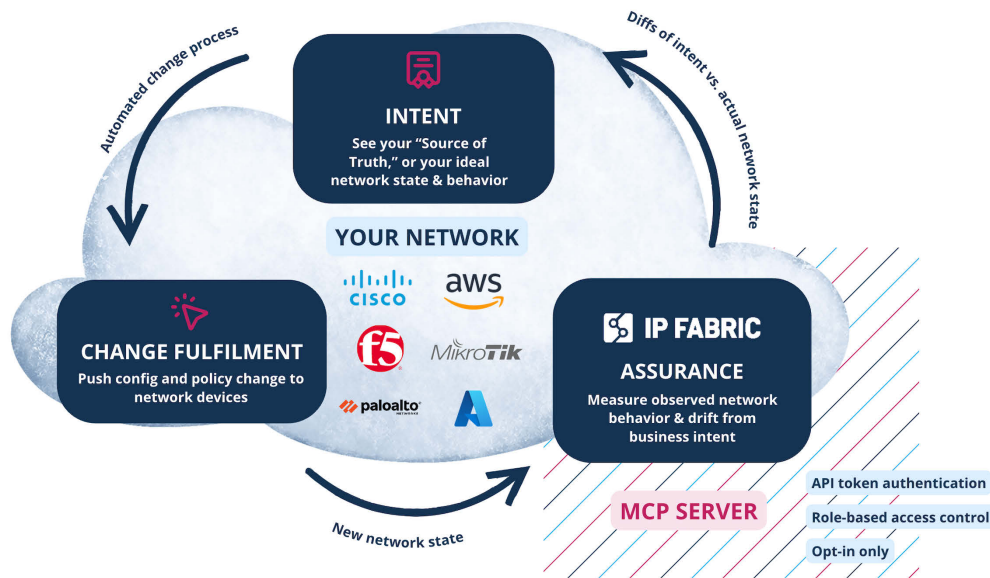 Automated change process
Diffs of intent vs. actual network state
INTENT
See your “Source of
Truth,” or your ideal
network state & behavior
YOUR NETWORK
CISCO
aws
f5
MikroTik
paloalto
NETWORKS
CHANGE FULFILMENT
Push config and policy change to
network devices
IP FABRIC
ASSURANCE
Measure observed network
behavior & drift from
business intent
New network state
MCP SERVER
API token authentication
Role-based access control
Opt-in only